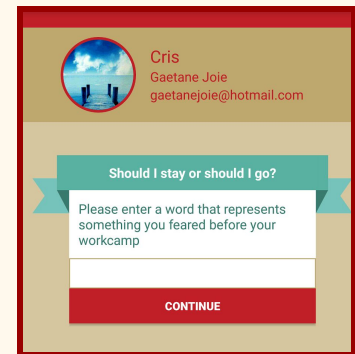 Cris
Gaetane Joie
gaetanejoie@hotmail.com
Should I stay or should I go?
Please enter a word that represents
something you feared before your
workcamp
CONTINUE